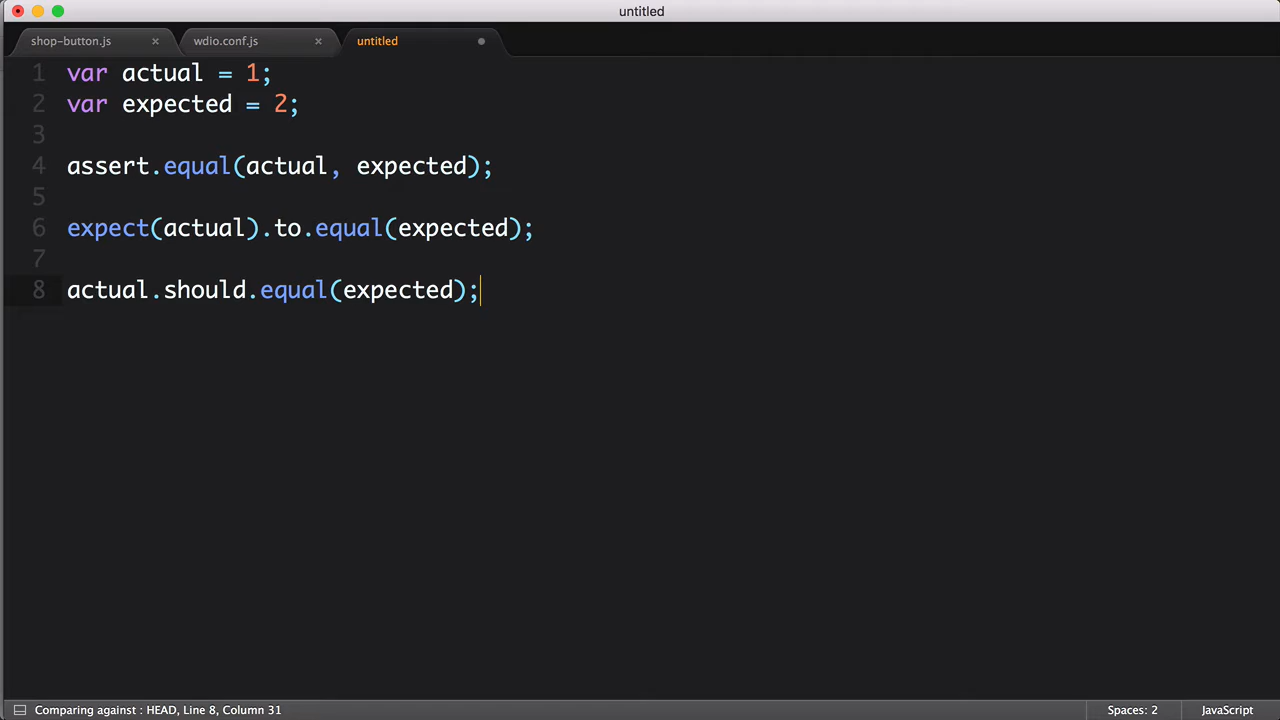 untitled
shop-button.js × wdio.conf.js × untitled
1 var actual = 1;
2 var expected = 2;
3
4 assert.equal(actual, expected);
5
6 expect(actual).to.equal(expected);
7
8 actual.should.equal(expected);
Comparing against : HEAD, Line 8, Column 31 Spaces: 2 JavaScript